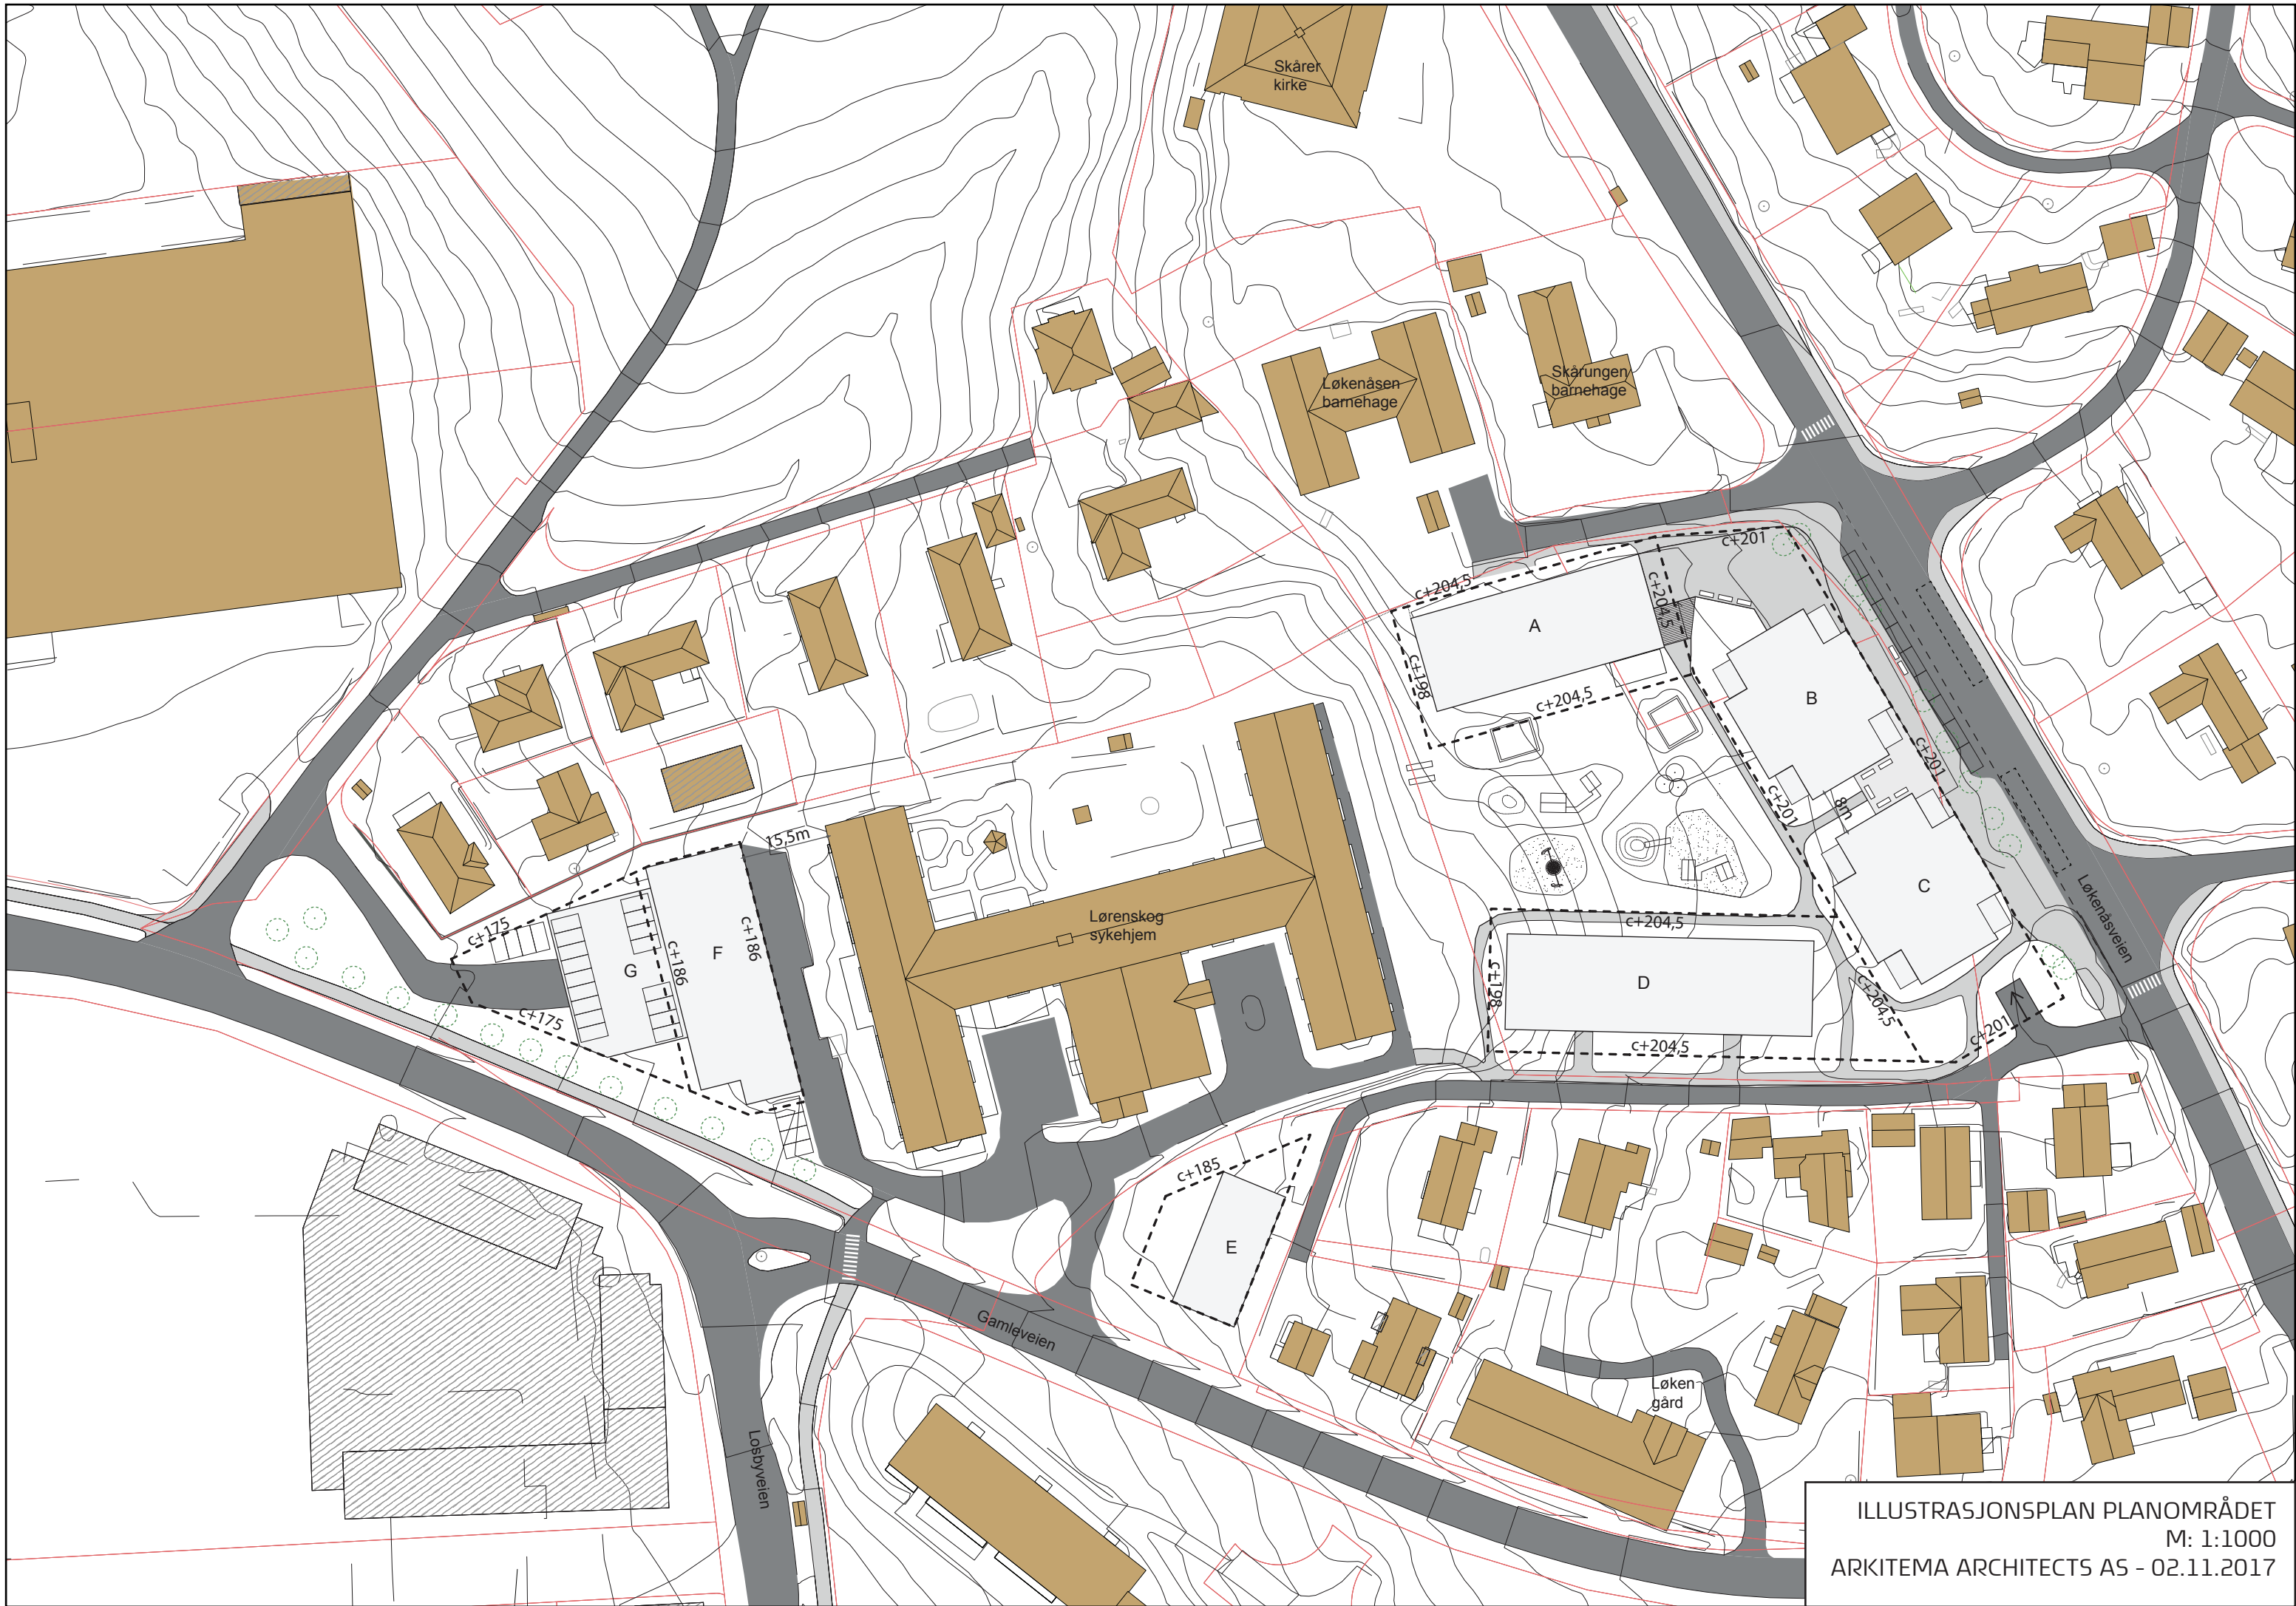 Skårer
kirke
Løkenåsen
barnehage
Skårungen
barnehage
c+201
c+204,5
c+204,5
A
c+198
c+204,5
B
c+201
c+201
8m
15,5m
C
Løkenåsveien
Lørenskog
sykehjem
c+175
c+186
F
c+186
G
c+204,5
D
c+198
c+204,5
c+201
c+175
c+204,5
c+185
E
Gamleveien
Løken
gård
Losbyveien
ILLUSTRASJONSPLAN PLANOMRÅDET
M: 1:1000
ARKITEMA ARCHITECTS AS - 02.11.2017